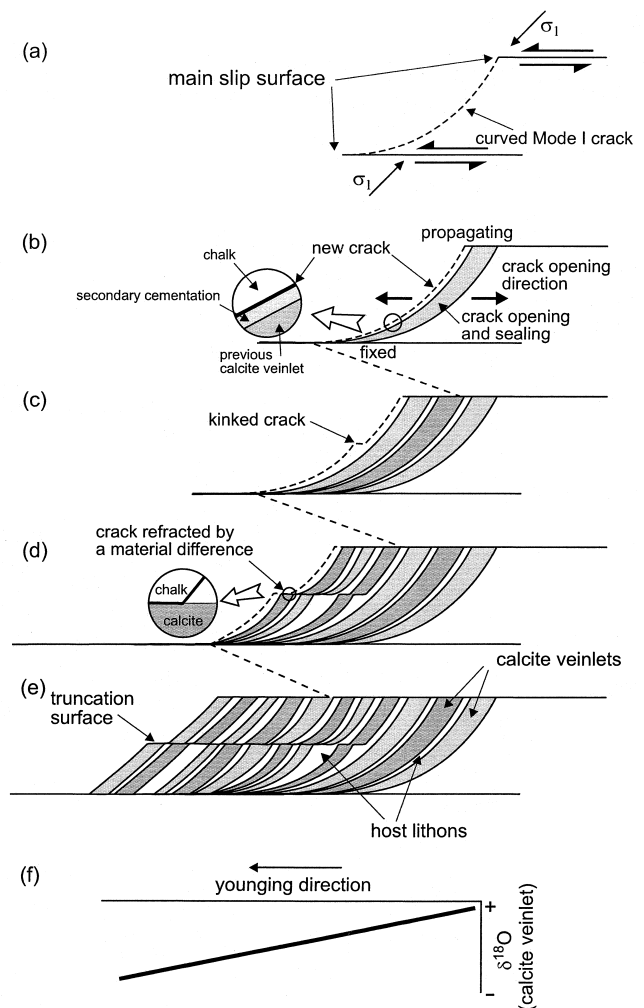 (a)
σ1
main slip surface
curved Mode I crack
σ1
(b)
propagating
chalk
new crack
crack opening
direction
secondary cementation
crack opening
and sealing
previous
calcite veinlet
fixed
(c)
kinked crack
(d)
crack refracted by
a material difference
chalk
calcite
(e)
calcite veinlets
truncation
surface
host lithons
(f)
younging direction
+
δ18O
(calcite veinlet)
-